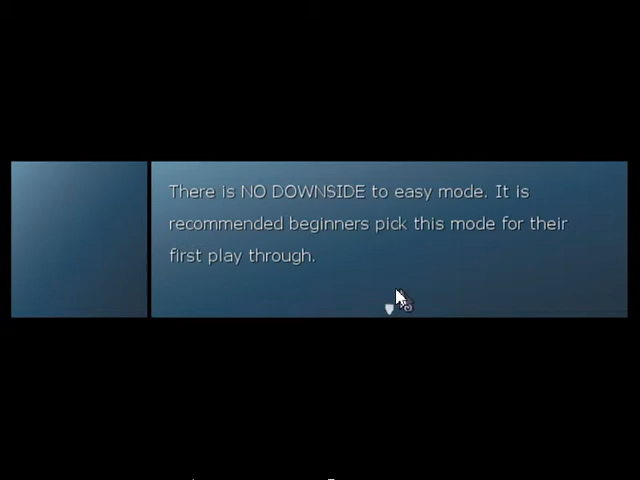 There is NO DOWNSIDE to easy mode. It is
recommended beginners pick this mode for their
first play through.